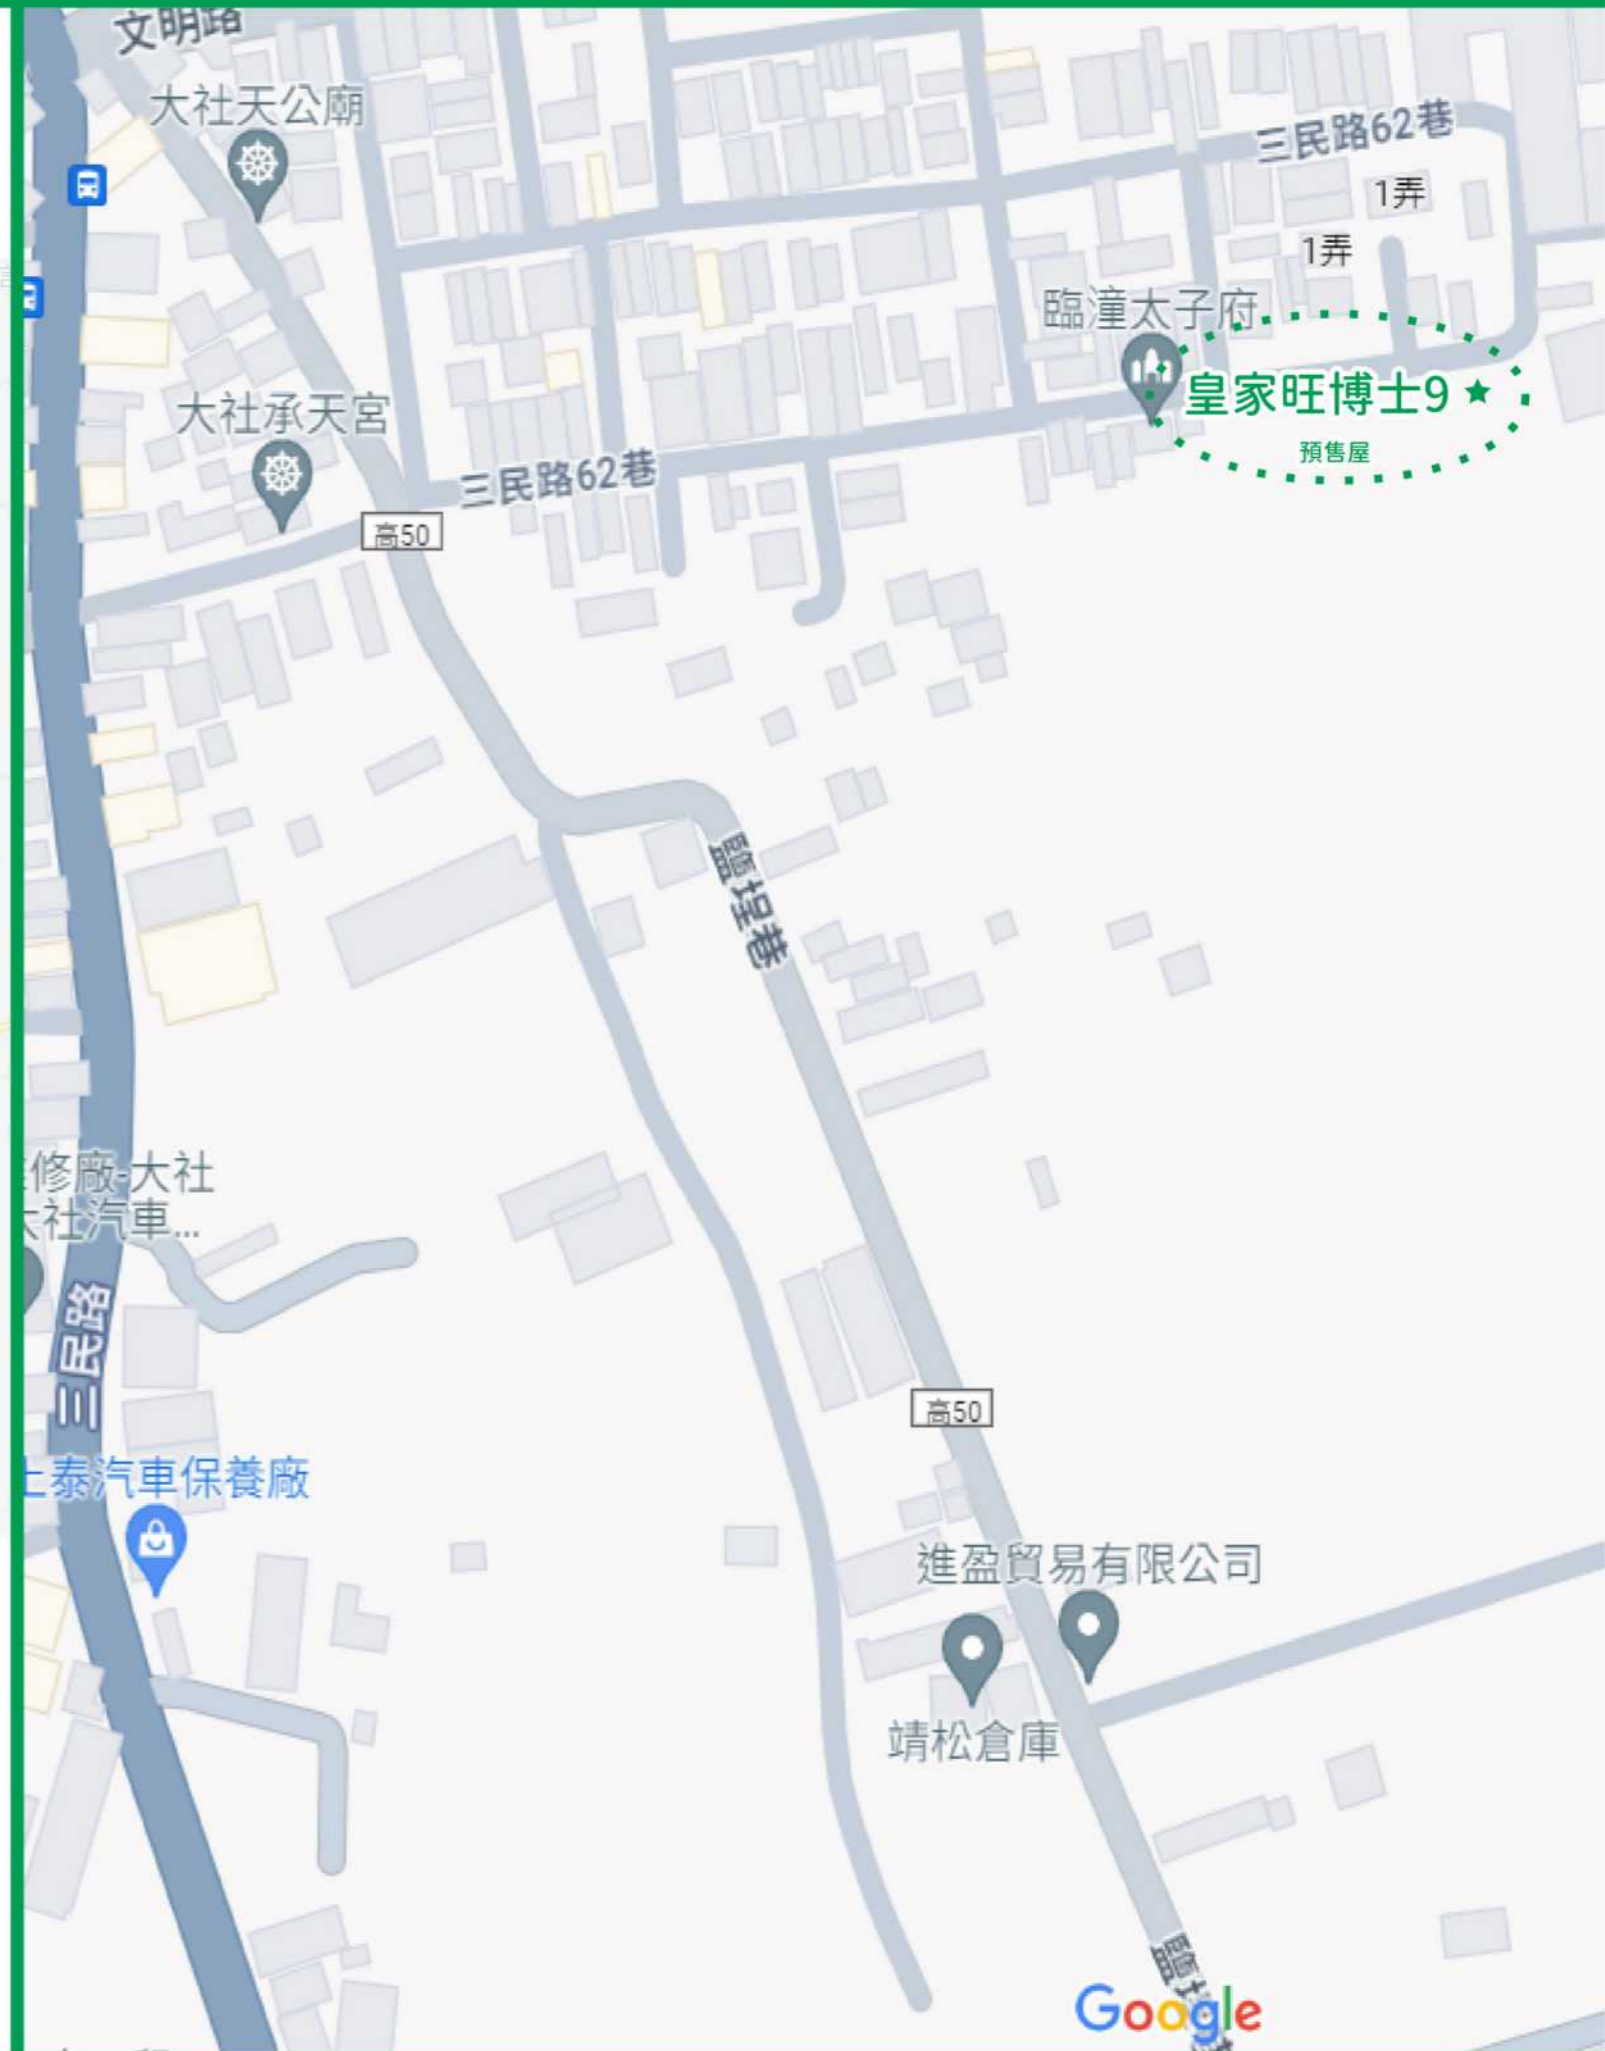 文明路
大社天公廟
三民路62巷
1弄
1弄
臨潼太子府
皇家旺博士9
預售屋
大社承天宮
三民路62巷
高50
修廠-大社
社汽車...
三民路
高50
上泰汽車保養廠
進盈貿易有限公司
靖松倉庫
Google